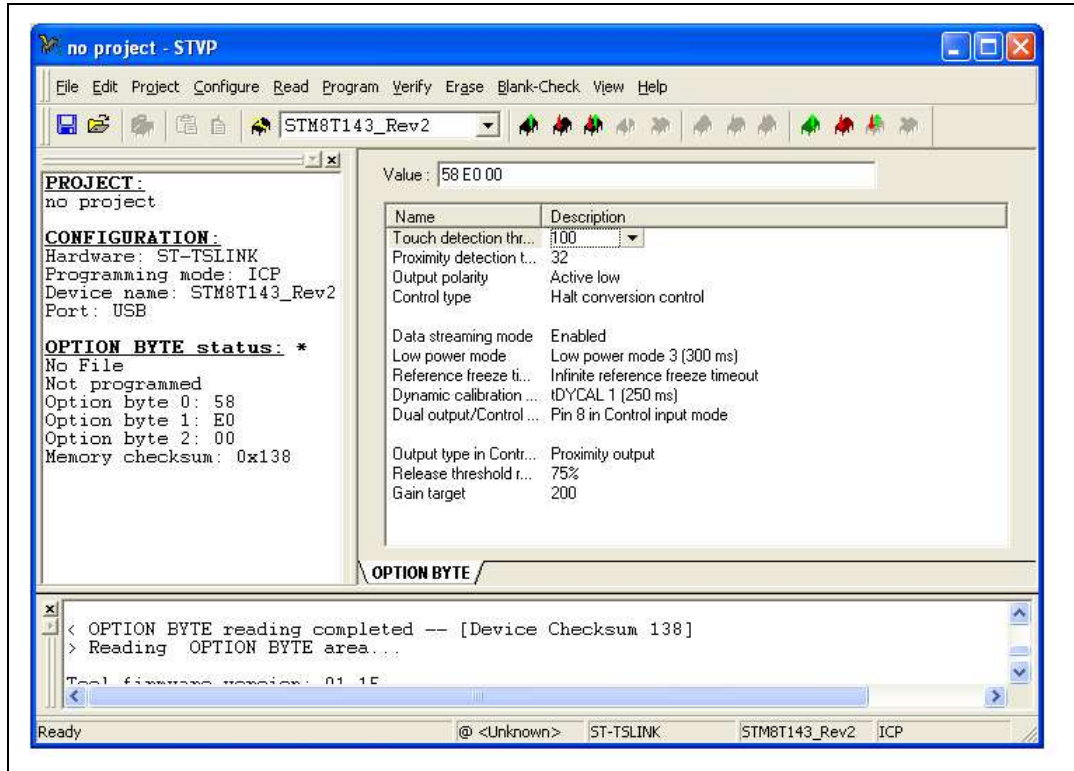 no project - STVP
File Edit Project Configure Read Program Verify Erase Blank-Check View Help
STM8T143_Rev2
PROJECT:
no project
CONFIGURATION:
Hardware: ST-TSLINK
Programming mode: ICP
Device name: STM8T143_Rev2
Port: USB
OPTION BYTE status: *
No File
Not programmed
Option byte 0: 58
Option byte 1: E0
Option byte 2: 00
Memory checksum: 0x138
Value : 58 E0 00
Name Description
Touch detection thr... 100
Proximity detection t... 32
Output polarity Active low
Control type Halt conversion control
Data streaming mode Enabled
Low power mode Low power mode 3 (300 ms)
Reference freeze ti... Infinite reference freeze timeout
Dynamic calibration ... tDYCAL 1 (250 ms)
Dual output/Control ... Pin 8 in Control input mode
Output type in Contr... Proximity output
Release threshold r... 75%
Gain target 200
OPTION BYTE
< OPTION BYTE reading completed -- [Device Checksum 138]
> Reading  OPTION BYTE area...
Tool firmware version: 01.15
Ready @ <Unknown> ST-TSLINK STM8T143_Rev2 ICP